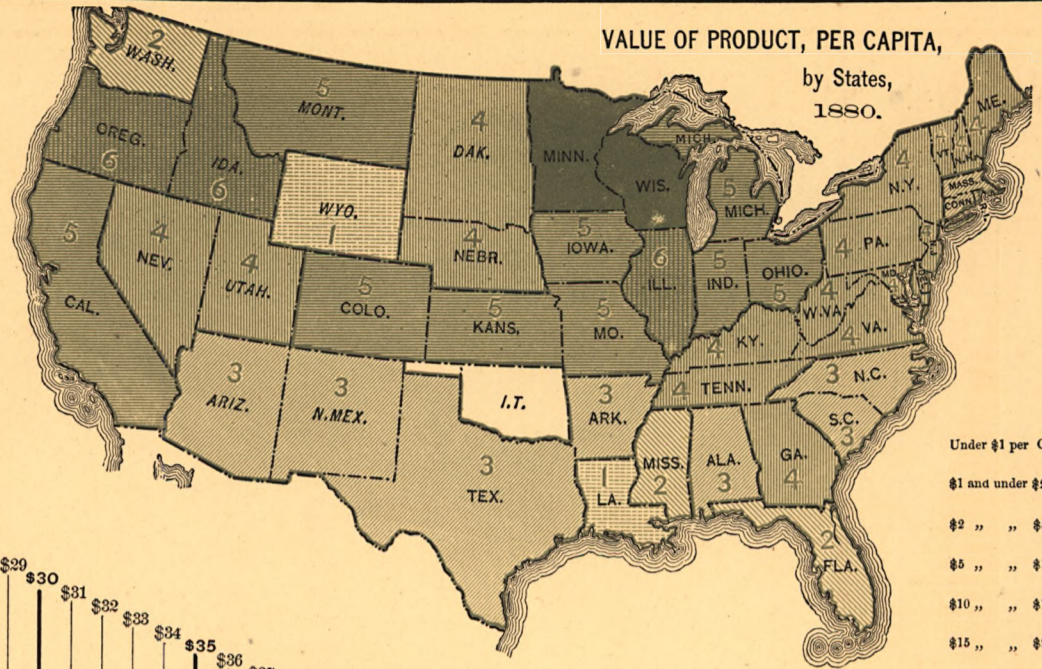 VALUE OF PRODUCT, PER CAPITA,
by States,
1880.
2
WASH.
5
MONT.
4
DAK.
MINN.
MICH.
ME.
4
OREG.
6
IDA.
6
WYO.
1
WIS.
5
MICH.
4
N.Y.
VT.
N.H.
4
MASS.
CONN.
5
CAL.
4
NEV.
4
UTAH.
5
COLO.
4
NEBR.
5
KANS.
5
IOWA.
5
MO.
6
ILL.
5
IND.
OHIO.
5
4
PA.
4
MD.
4
W.VA.
4
VA.
4
KY.
4
TENN.
3
N.C.
S.C.
3
3
ARIZ.
3
N.MEX.
I.T.
3
ARK.
1
LA.
MISS.
2
ALA.
3
GA.
4
3
TEX.
2
FLA.
Under $1 per
$1 and under
$2 „ „ $
$5 „ „ $
$10 „ „ $
$15 „ „ $
$29
$30
$31
$32
$33
$34
$35
$36